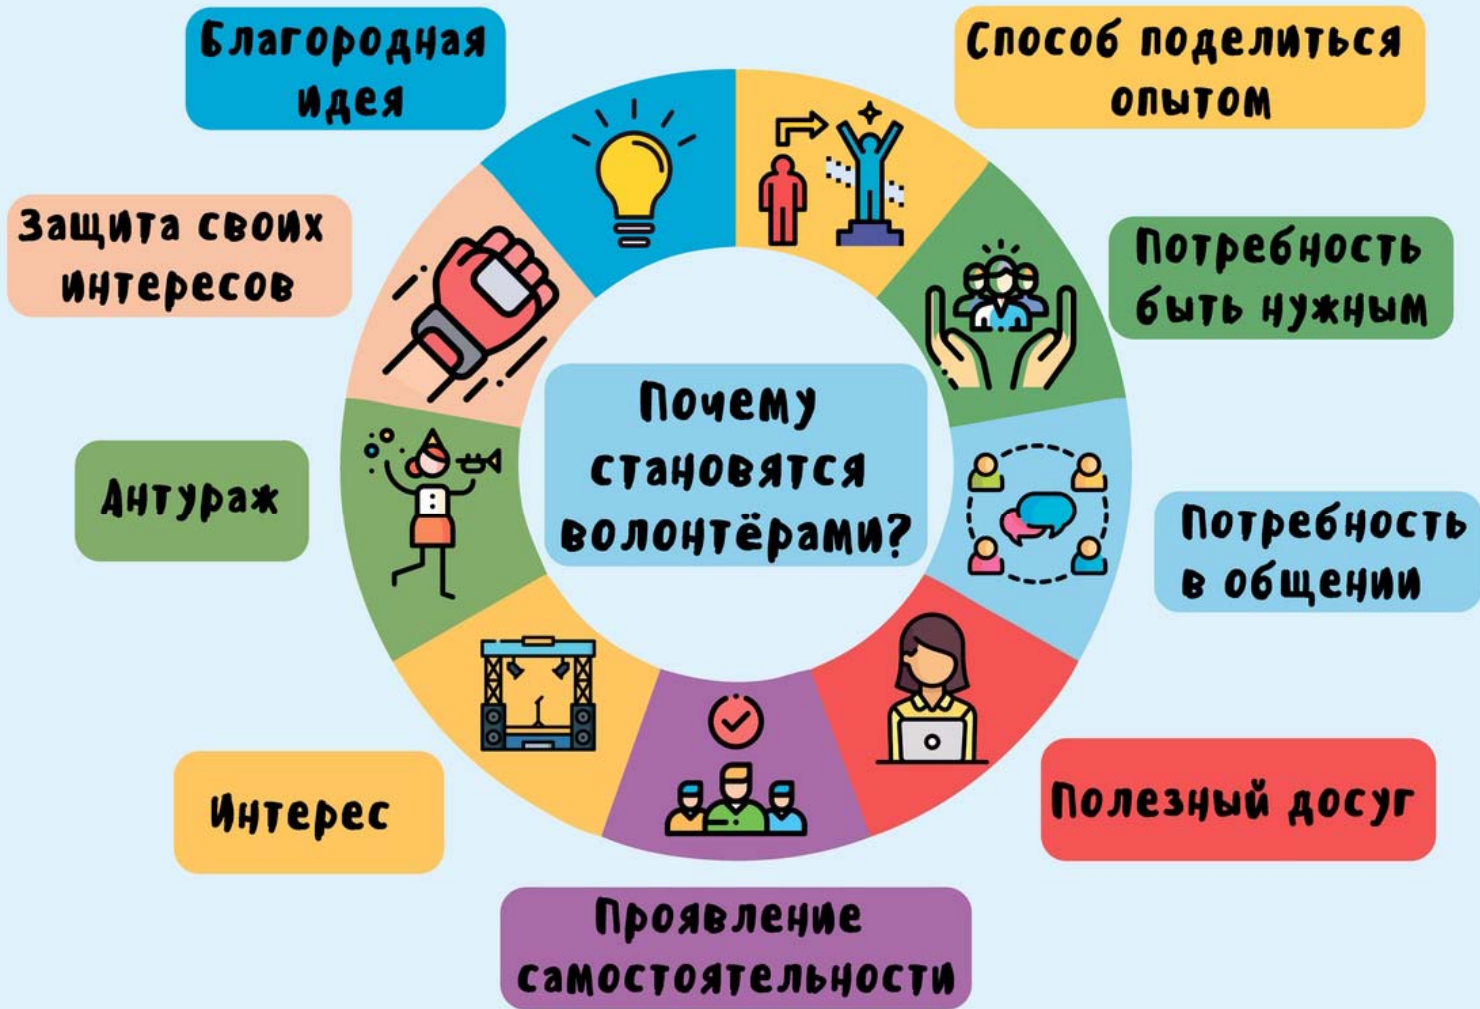 Благородная
идея
Способ поделиться
опытом
Защита своих
интересов
Потребность
быть нужным
Почему
становятся
волонтёрами?
Антураж
Потребность
в общении
Интерес
Полезный досуг
Проявление
самостоятельности